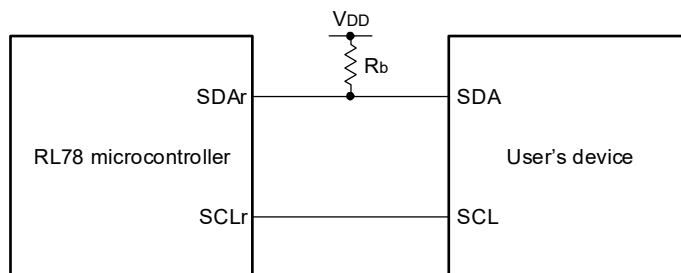 VDD
Rb
SDAr
SDA
RL78 microcontroller
User’s device
SCLr
SCL